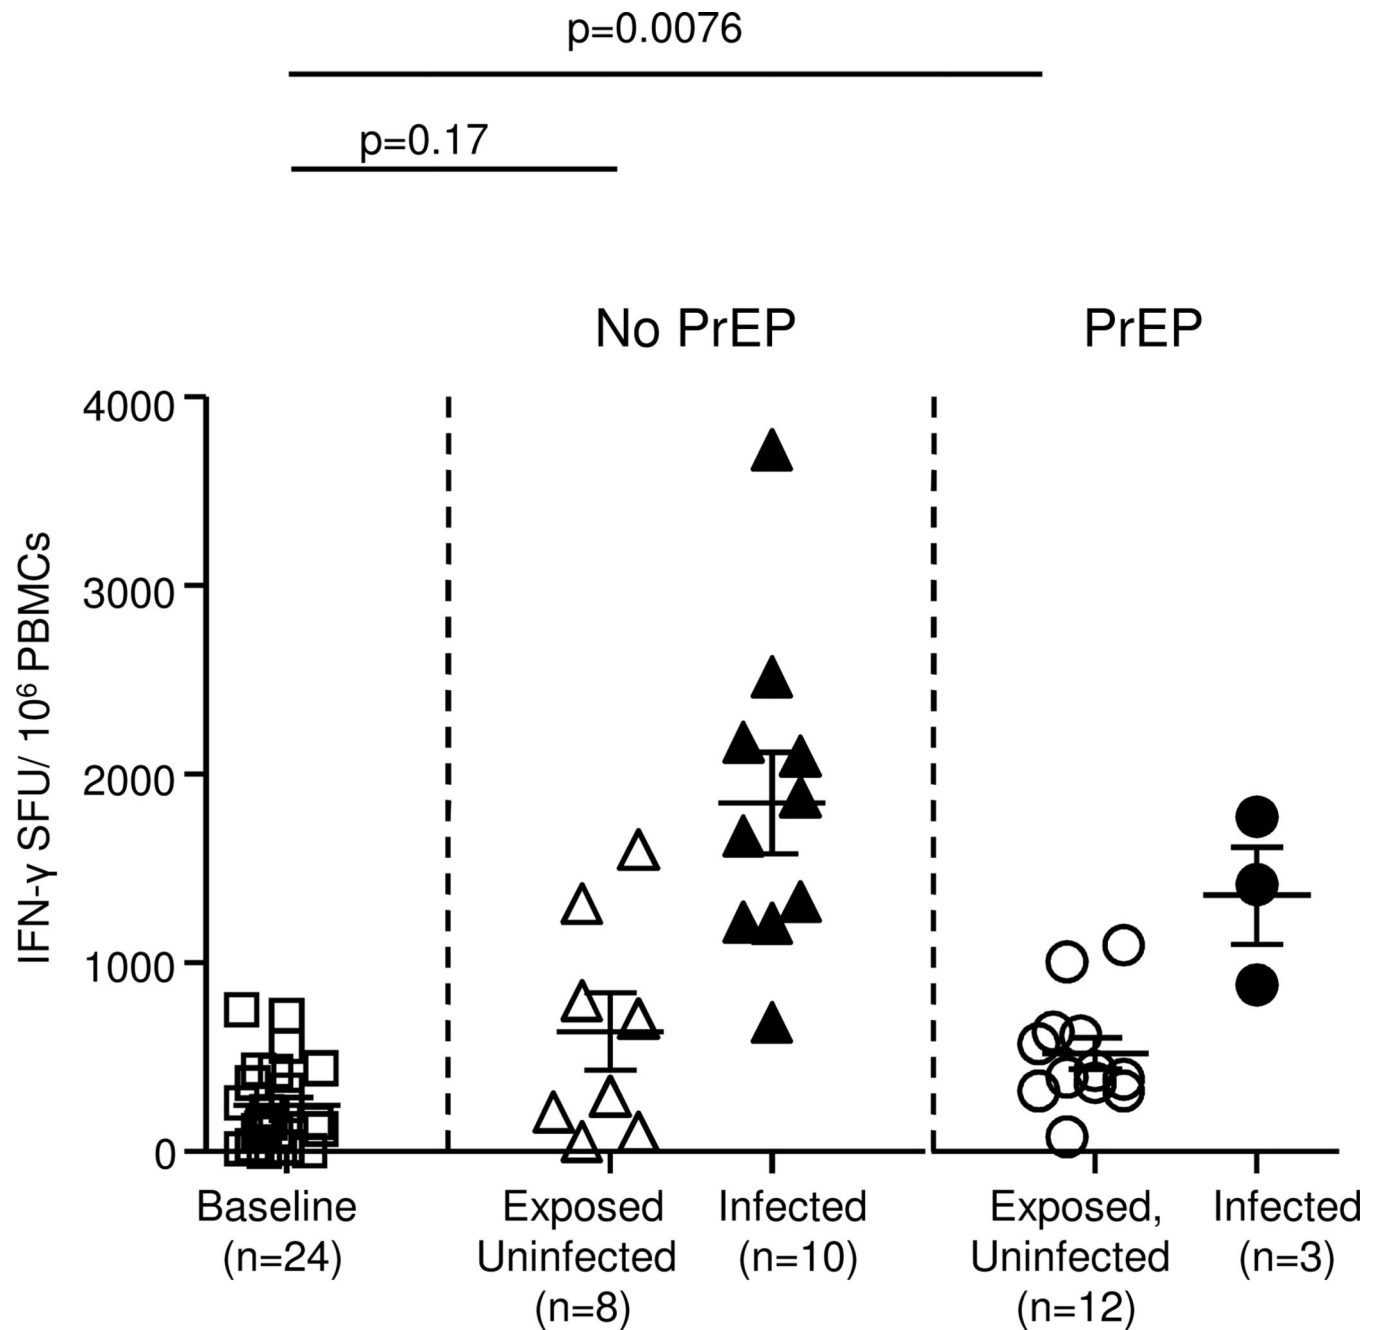 p=0.0076
p=0.17
No PrEP
PrEP
IFN-γ SFU/ 10⁶ PBMCs
4000
3000
2000
1000
0
Baseline
(n=24)
Exposed
Uninfected
(n=8)
Infected
(n=10)
Exposed,
Uninfected
(n=12)
Infected
(n=3)